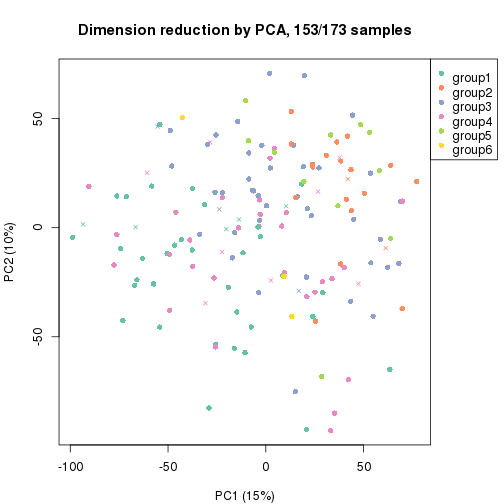 Dimension reduction by PCA, 153/173 samples
group1
group2
group3
group4
group5
group6
50
0
-50
PC2 (10%)
-100
-50
0
50
PC1 (15%)